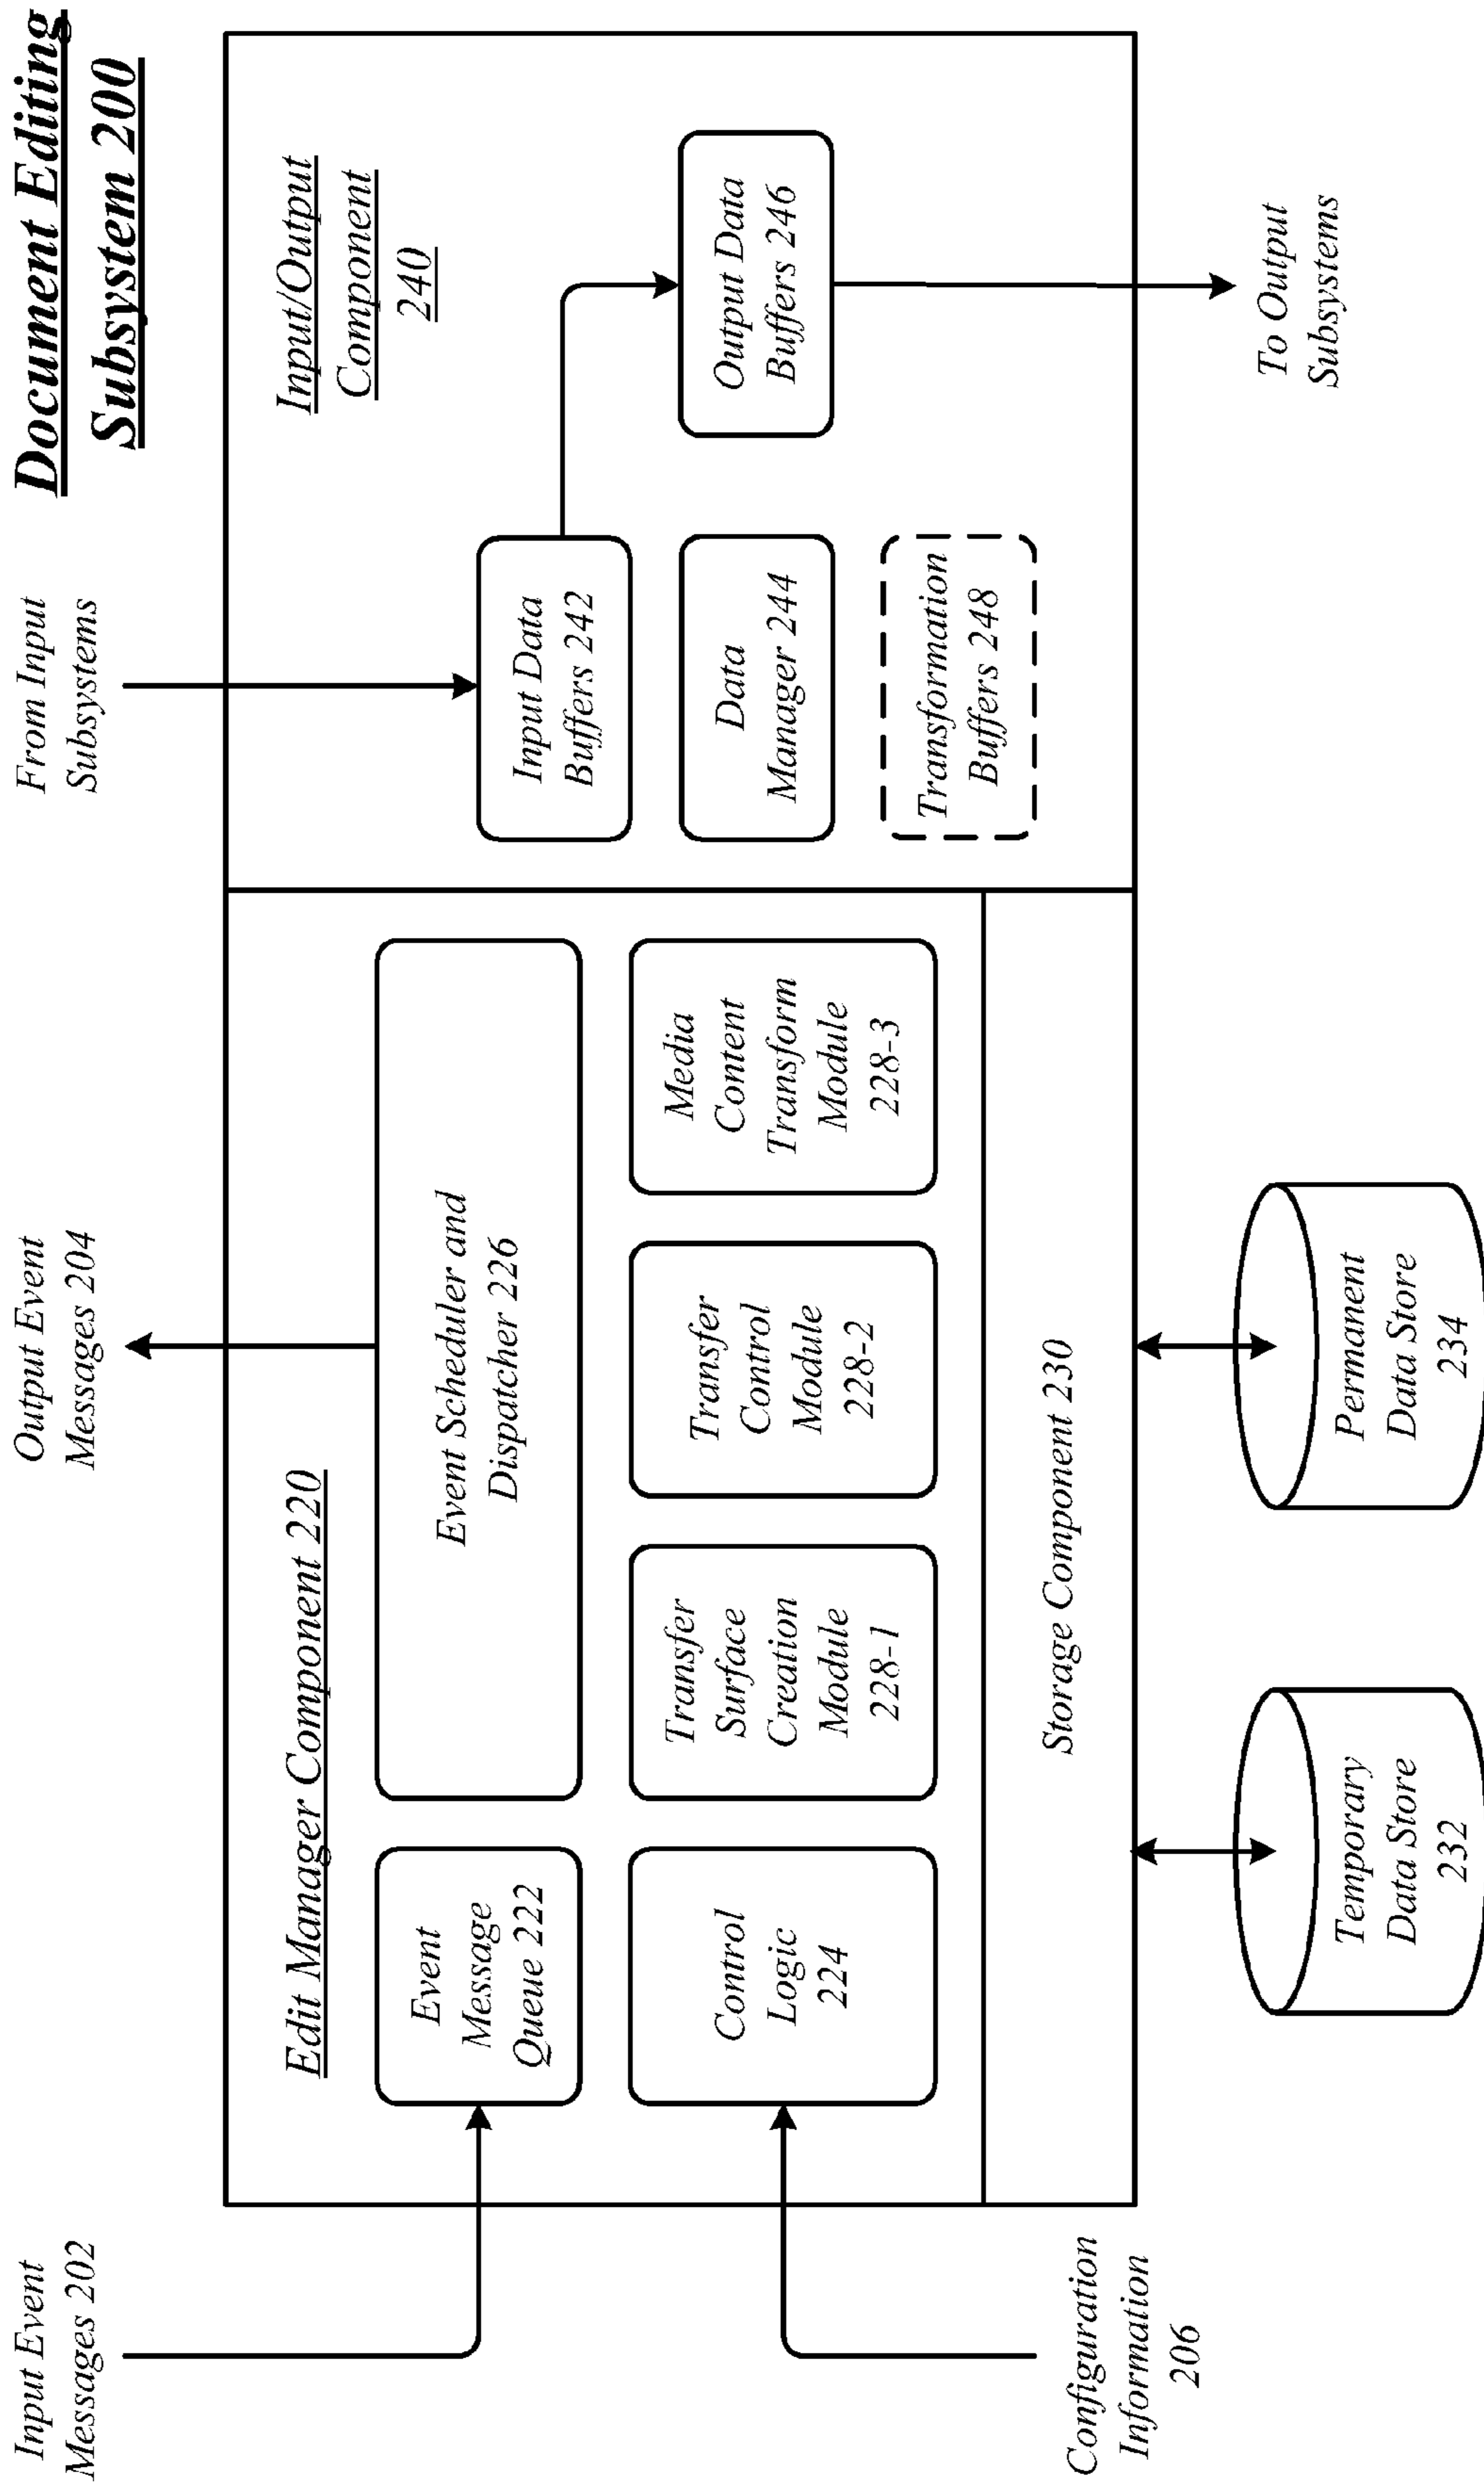 Document Editing
Subsystem 200
Input Event
Messages 202
Output Event
Messages 204
From Input
Subsystems
Edit Manager Component 220
Event
Message
Queue 222
Event Scheduler and
Dispatcher 226
Control
Logic
224
Transfer
Surface
Creation
Module
228-1
Transfer
Control
Module
228-2
Media
Content
Transform
Module
228-3
Input/Output
Component
240
Input Data
Buffers 242
Data
Manager 244
Transformation
Buffers 248
Output Data
Buffers 246
Storage Component 230
Configuration
Information
206
Temporary
Data Store
232
Permanent
Data Store
234
To Output
Subsystems